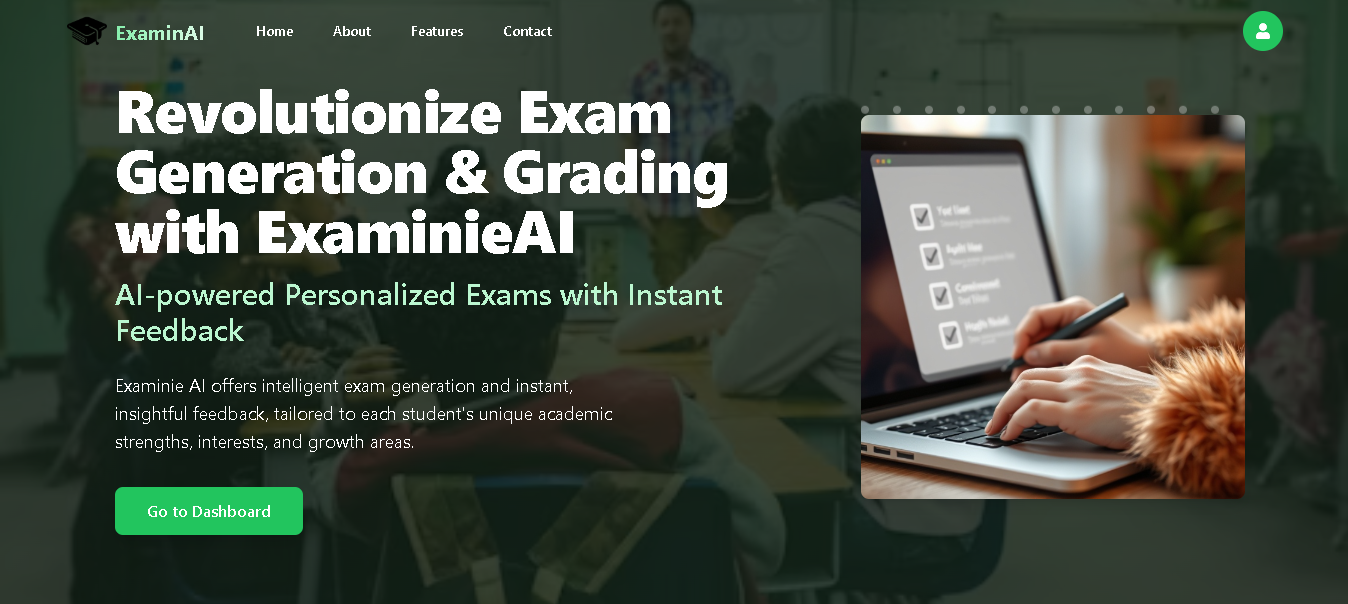 ExaminAI
Home
About
Features
Contact
Revolutionize Exam
Generation & Grading
with ExaminieAI
AI-powered Personalized Exams with Instant
Feedback
Examinie AI offers intelligent exam generation and instant,
insightful feedback, tailored to each student's unique academic
strengths, interests, and growth areas.
Go to Dashboard